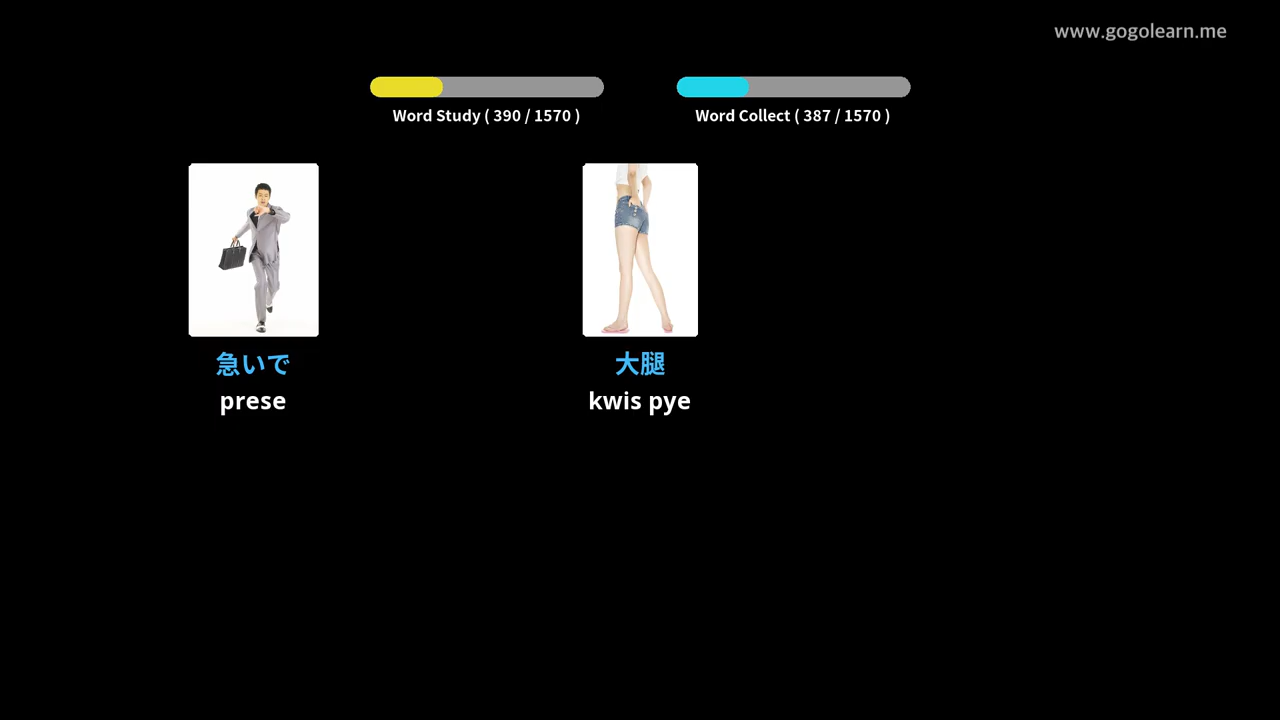 www.gogolearn.me
Word Study ( 390 / 1570 )
Word Collect ( 387 / 1570 )
急いで
prese
大腿
kwis pye